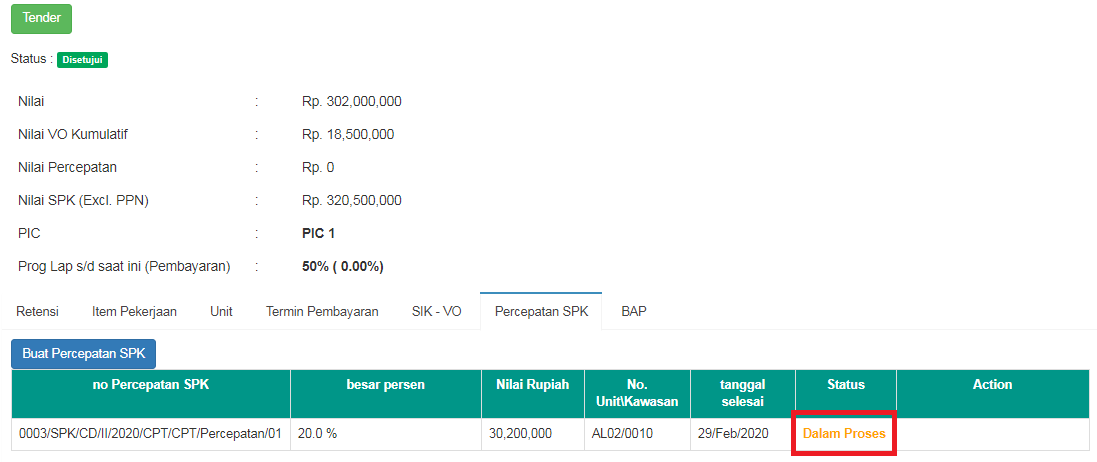 Tender
Status : Disetujui
Nilai : Rp. 302,000,000
Nilai VO Kumulatif : Rp. 18,500,000
Nilai Percepatan : Rp. 0
Nilai SPK (Excl. PPN) : Rp. 320,500,000
PIC : PIC 1
Prog Lap s/d saat ini (Pembayaran) : 50% ( 0.00%)
Retensi Item Pekerjaan Unit Termin Pembayaran SIK - VO Percepatan SPK BAP
Buat Percepatan SPK
no Percepatan SPK besar persen Nilai Rupiah No. Unit\Kawasan tanggal selesai Status Action
0003/SPK/CD/II/2020/CPT/CPT/Percepatan/01 20.0 % 30,200,000 AL02/0010 29/Feb/2020 Dalam Proses